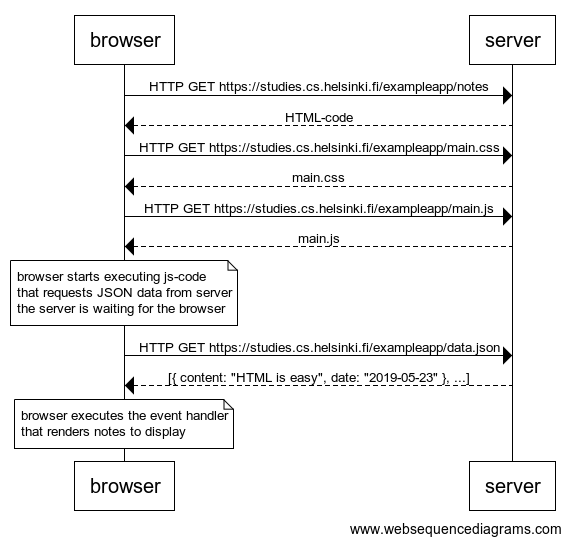 browser
server
HTTP GET https://studies.cs.helsinki.fi/exampleapp/notes
HTML-code
HTTP GET https://studies.cs.helsinki.fi/exampleapp/main.css
main.css
HTTP GET https://studies.cs.helsinki.fi/exampleapp/main.js
main.js
browser starts executing js-code
that requests JSON data from server
the server is waiting for the browser
HTTP GET https://studies.cs.helsinki.fi/exampleapp/data.json
[{ content: "HTML is easy", date: "2019-05-23" }, ...]
browser executes the event handler
that renders notes to display
browser
server
www.websequencediagrams.com